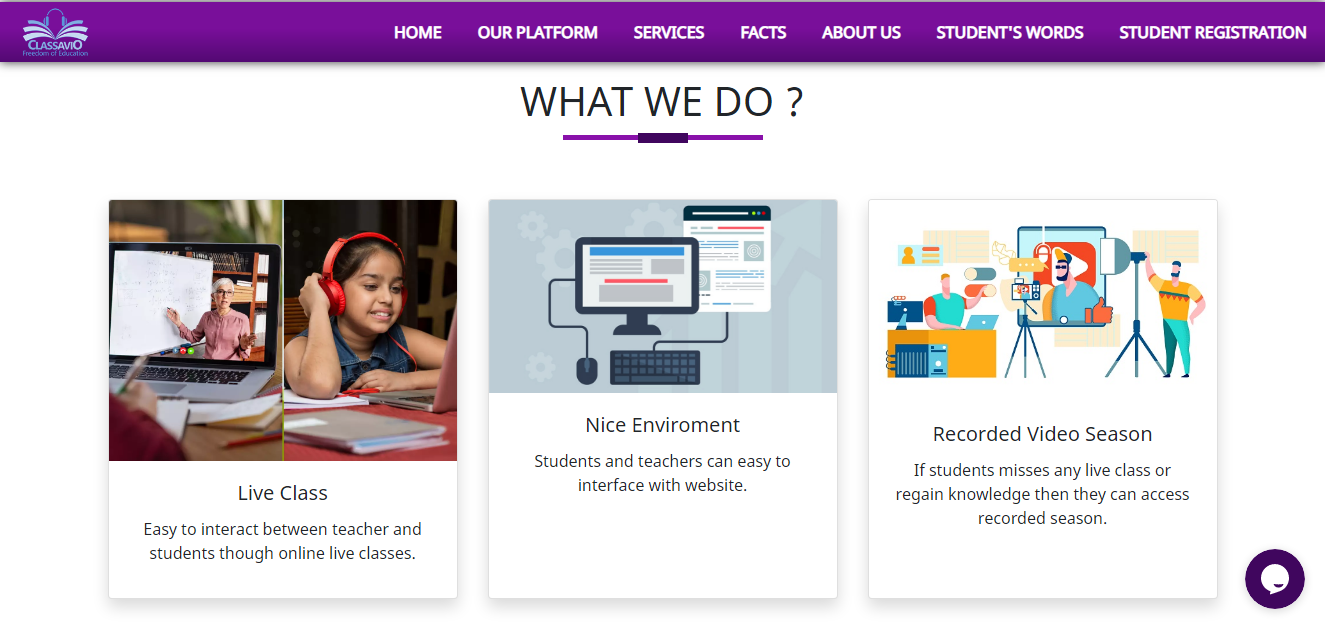 CLASSAVIO
Freedom of Education
HOME
OUR PLATFORM
SERVICES
FACTS
ABOUT US
STUDENT'S WORDS
STUDENT REGISTRATION
WHAT WE DO ?
Live Class
Easy to interact between teacher and
students though online live classes.
Nice Enviroment
Students and teachers can easy to
interface with website.
Recorded Video Season
If students misses any live class or
regain knowledge then they can access
recorded season.